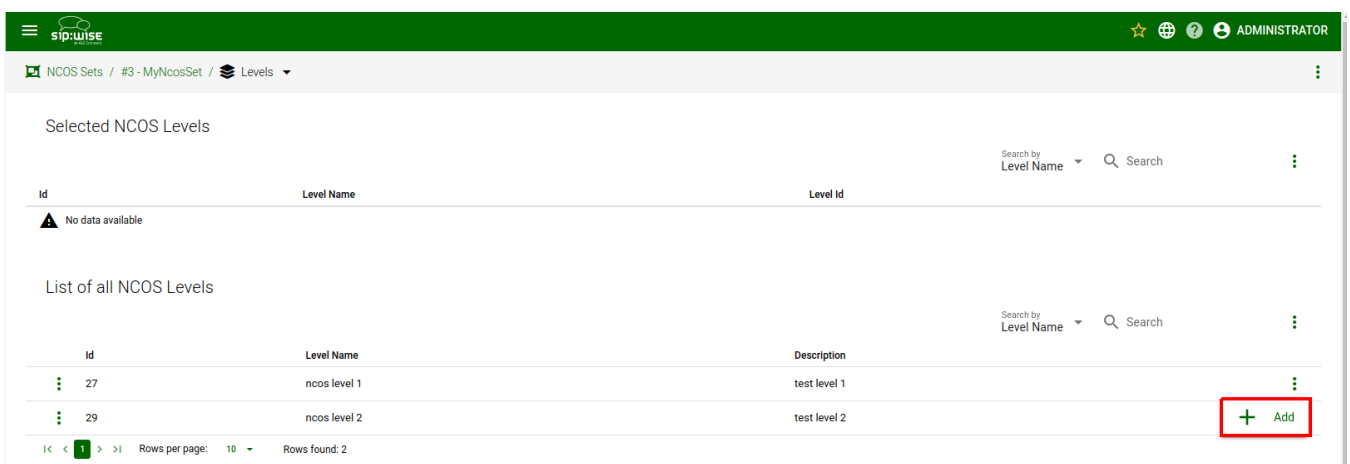 sip:wise
ADMINISTRATOR
NCOS Sets / #3 - MyNcosSet / Levels
Selected NCOS Levels
Search by
Level Name
Search
Id Level Name Level Id
No data available
List of all NCOS Levels
Search by
Level Name
Search
Id Level Name Description
27 ncos level 1 test level 1
29 ncos level 2 test level 2 Add
1 Rows per page: 10 Rows found: 2